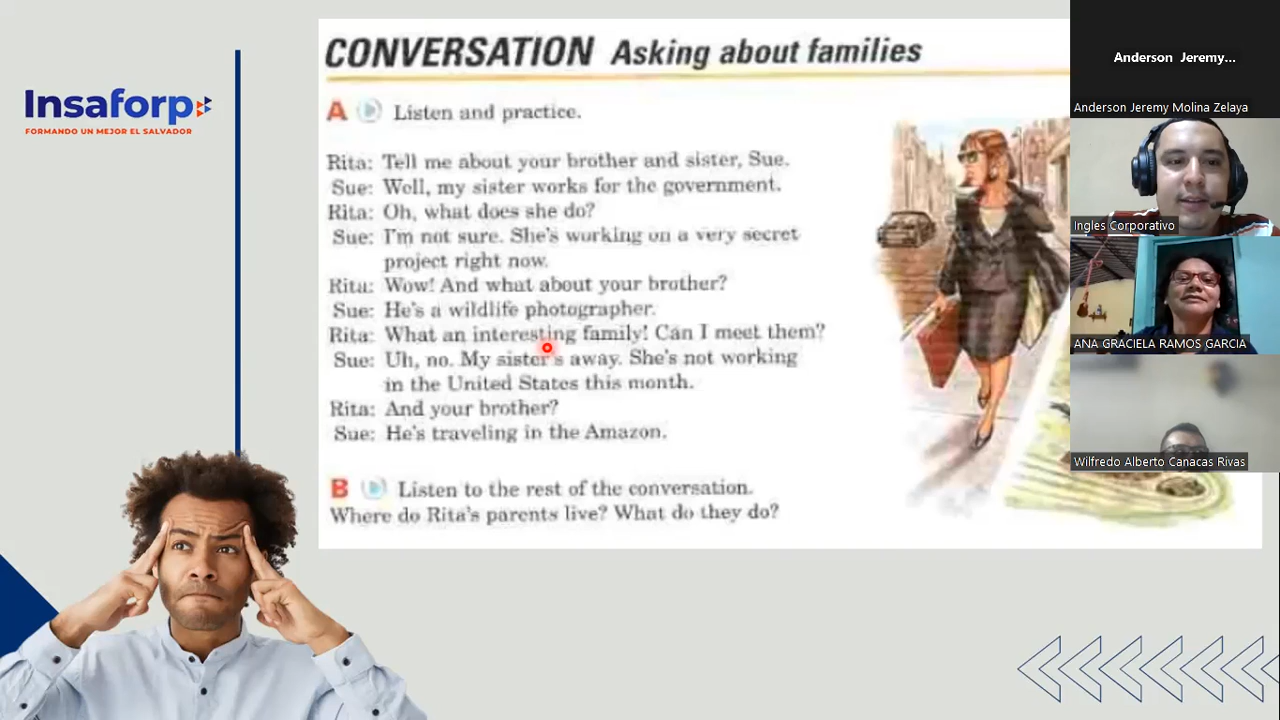 Insaforp
FORMANDO UN MEJOR EL SALVADOR
CONVERSATION Asking about families
A Listen and practice.
Rita: Tell me about your brother and sister, Sue.
Sue: Well, my sister works for the government.
Rita: Oh, what does she do?
Sue: I'm not sure. She's working on a very secret
project right now.
Rita: Wow! And what about your brother?
Sue: He's a wildlife photographer.
Rita: What an interesting family! Can I meet them?
Sue: Uh, no. My sister's away. She's not working
in the United States this month.
Rita: And your brother?
Sue: He's traveling in the Amazon.
B Listen to the rest of the conversation.
Where do Rita's parents live? What do they do?
Anderson Jeremy...
Anderson Jeremy Molina Zelaya
Ingles Corporativo
ANA GRACIELA RAMOS GARCIA
Wilfredo Alberto Canacas Rivas